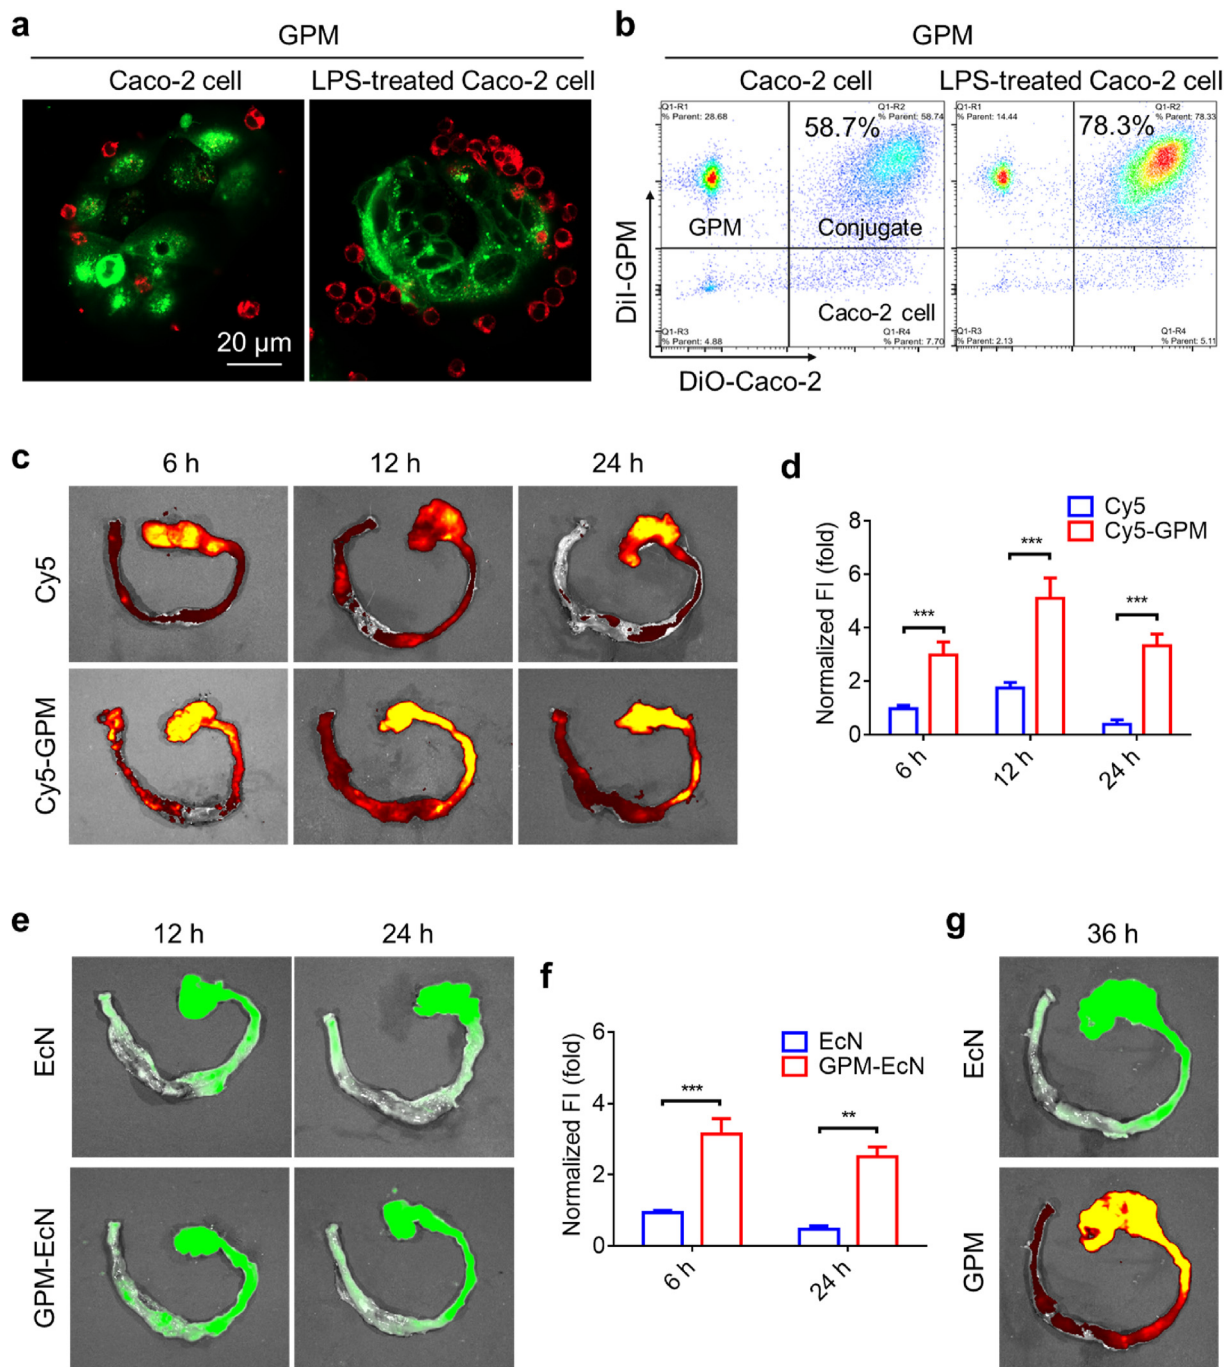 a
GPM
Caco-2 cell
LPS-treated Caco-2 cell
20 μm
b
GPM
Caco-2 cell
LPS-treated Caco-2 cell
Q1-R1
% Parent: 28.68
Q1-R2
% Parent: 58.74
58.7%
GPM
Conjugate
Caco-2 cell
Q1-R3
% Parent: 4.88
Q1-R4
% Parent: 7.70
Q1-R1
% Parent: 14.44
Q1-R2
% Parent: 78.33
78.3%
Q1-R3
% Parent: 2.13
Q1-R4
% Parent: 5.11
DiI-GPM
DiO-Caco-2
c
6 h
12 h
24 h
Cy5
Cy5-GPM
d
Cy5
Cy5-GPM
Normalized FI (fold)
8
6
4
2
0
***
***
***
6 h
12 h
24 h
e
12 h
24 h
EcN
GPM-EcN
f
EcN
GPM-EcN
Normalized FI (fold)
6
4
2
0
***
**
6 h
24 h
g
36 h
EcN
GPM